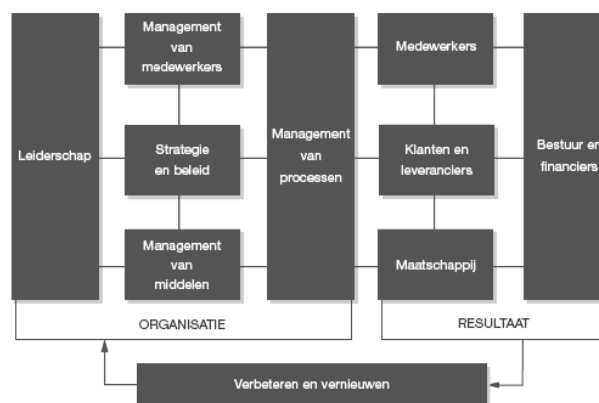 Leiderschap
Management
van
medewerkers
Strategie
en beleid
Management
van
middelen
Management
van
processen
Medewerkers
Klanten en
leveranciers
Maatschappij
Bestuur en
financiers
ORGANISATIE
RESULTAAT
Verbeteren en vernieuwen